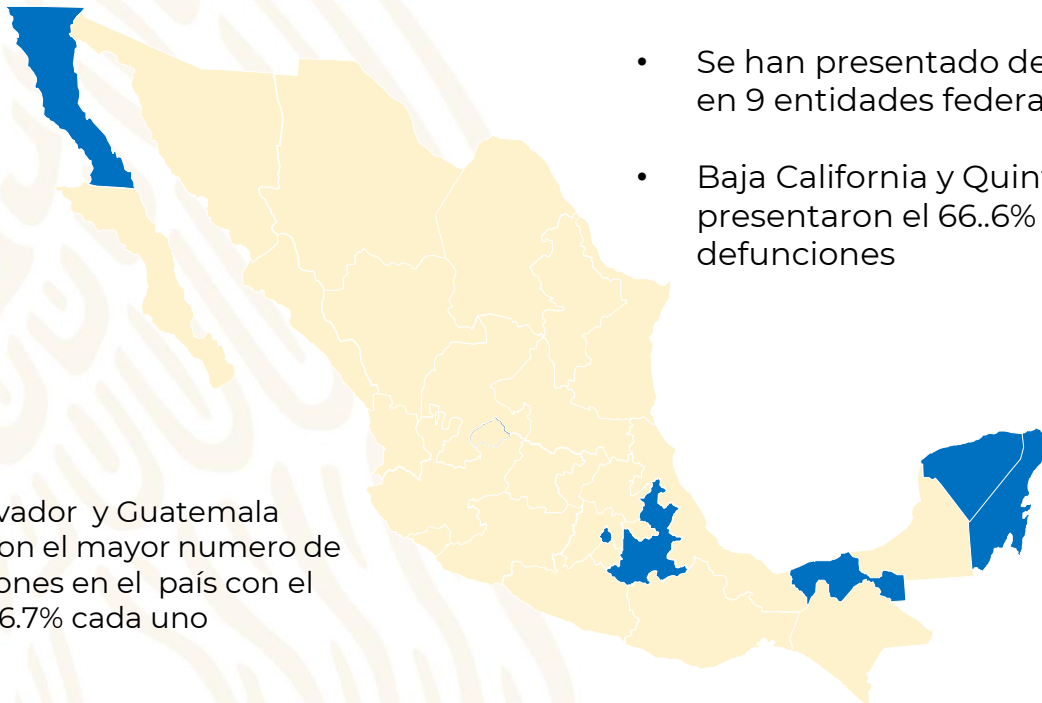 • Se han presentado de
en 9 entidades federa
• Baja California y Quin
presentaron el 66..6%
defunciones
vador y Guatemala
on el mayor numero de
ones en el país con el
6.7% cada uno